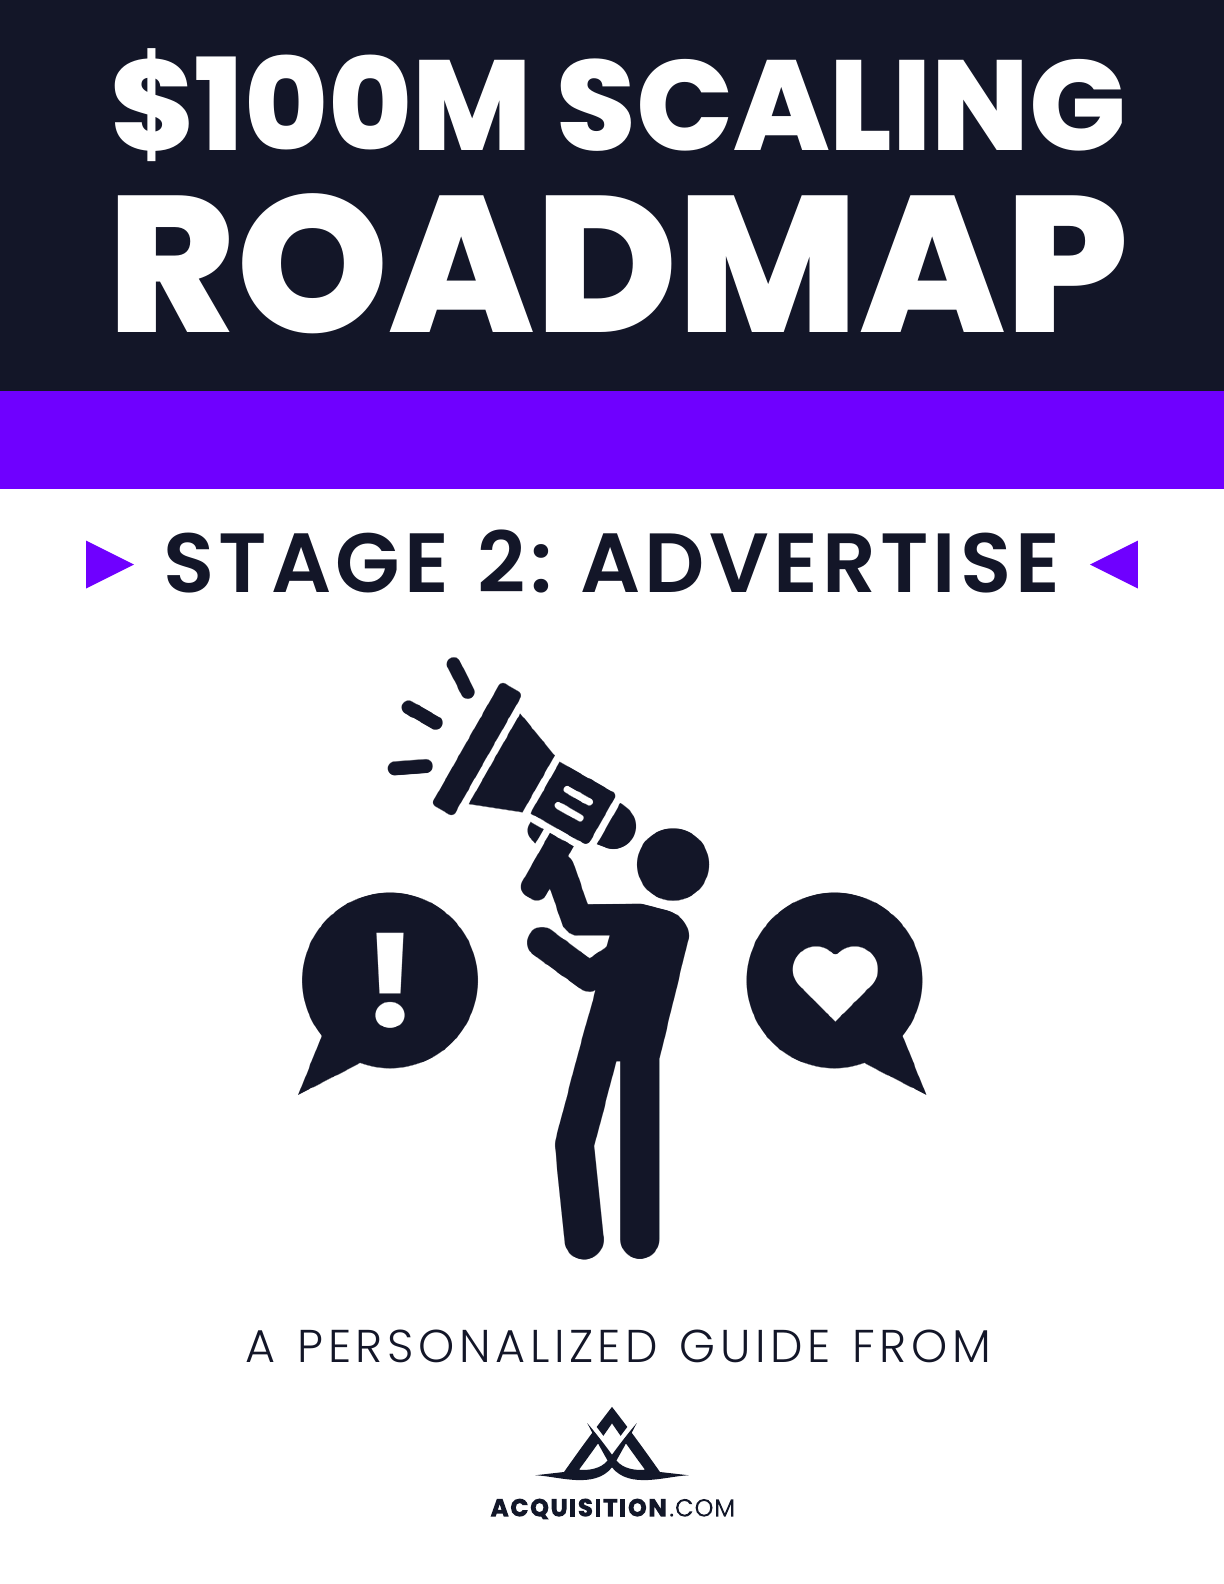 $100M SCALING
ROADMAP
STAGE 2: ADVERTISE
!
A PERSONALIZED GUIDE FROM
ACQUISITION.COM